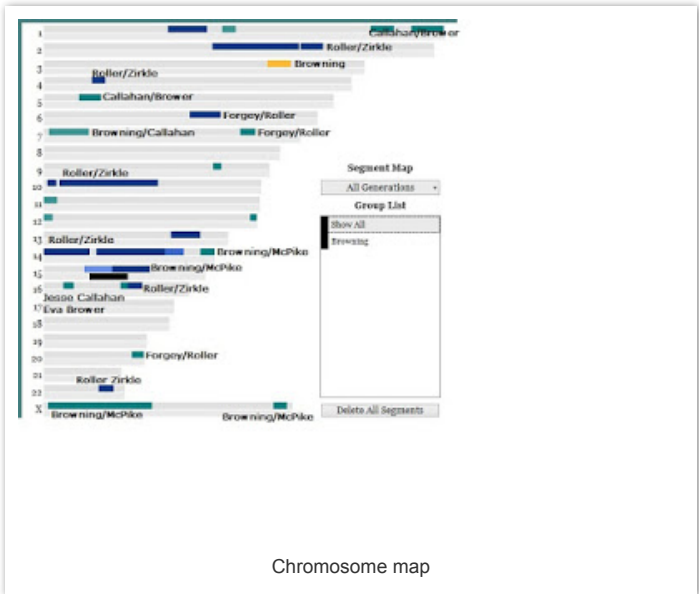 1 Callahan/Brower
2 Roller/Zirkle
3 Browning
Roller/Zirkle
4
5 Callahan/Brower
6 Forgey/Roller
7 Browning/Callahan Forgey/Roller
8
9 Roller/Zirkle
10
11
12
13 Roller/Zirkle
14 Browning/McPike
15 Browning/McPike
16 Roller/Zirkle
Jesse Callahan
17 Eva Brower
18
19
20 Forgey/Roller
21 Roller Zirkle
22
X Browning/McPike Browning/McPike
Segment Map
All Generations
Group List
Show All
Browning
Delete All Segments
Chromosome map